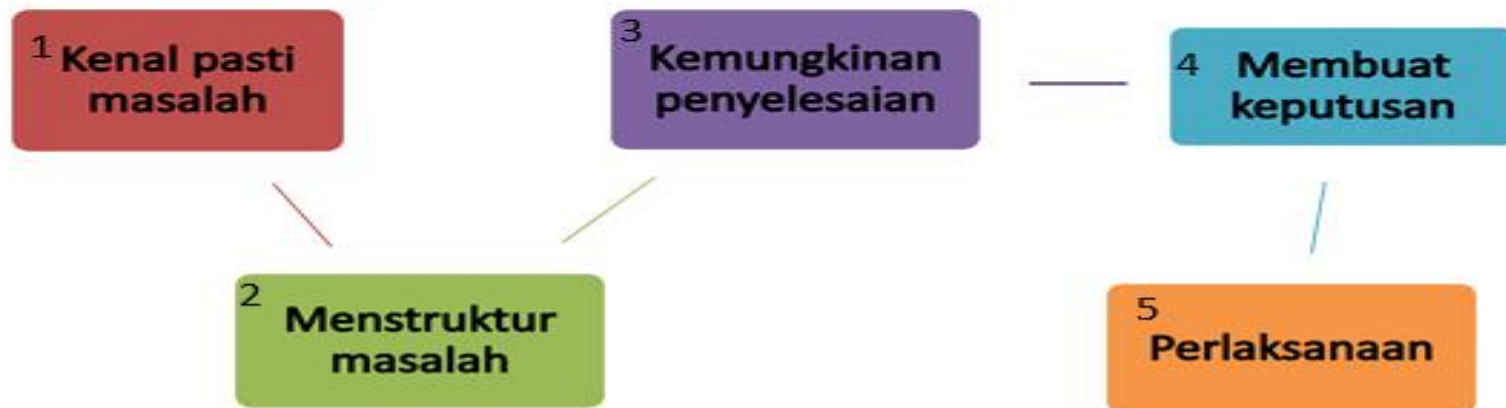 1 Kenal pasti
masalah
2 Menstruktur
masalah
3 Kemungkinan
penyelesaian
4 Membuat
keputusan
5
Perlaksanaan